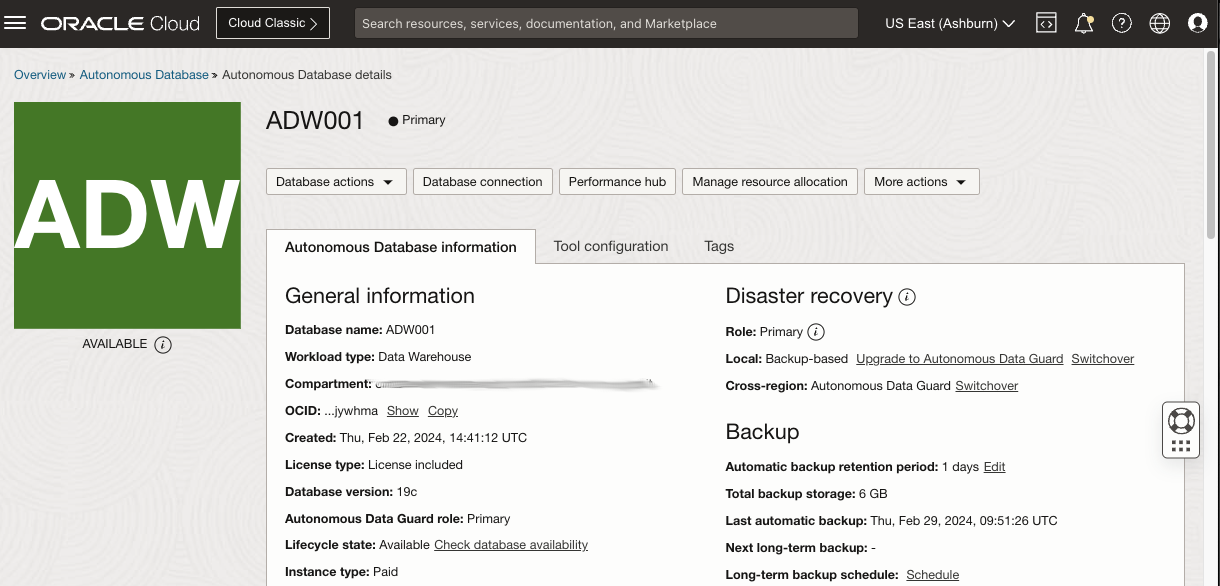 ORACLE Cloud
Cloud Classic
Search resources, services, documentation, and Marketplace
US East (Ashburn)
Overview » Autonomous Database » Autonomous Database details
ADW
AVAILABLE
ADW001
Primary
Database actions
Database connection
Performance hub
Manage resource allocation
More actions
Autonomous Database information
Tool configuration
Tags
General information
Database name: ADW001
Workload type: Data Warehouse
Compartment:
OCID: ...jywhma Show Copy
Created: Thu, Feb 22, 2024, 14:41:12 UTC
License type: License included
Database version: 19c
Autonomous Data Guard role: Primary
Lifecycle state: Available Check database availability
Instance type: Paid
Disaster recovery
Role: Primary
Local: Backup-based Upgrade to Autonomous Data Guard Switchover
Cross-region: Autonomous Data Guard Switchover
Backup
Automatic backup retention period: 1 days Edit
Total backup storage: 6 GB
Last automatic backup: Thu, Feb 29, 2024, 09:51:26 UTC
Next long-term backup: -
Long-term backup schedule: Schedule